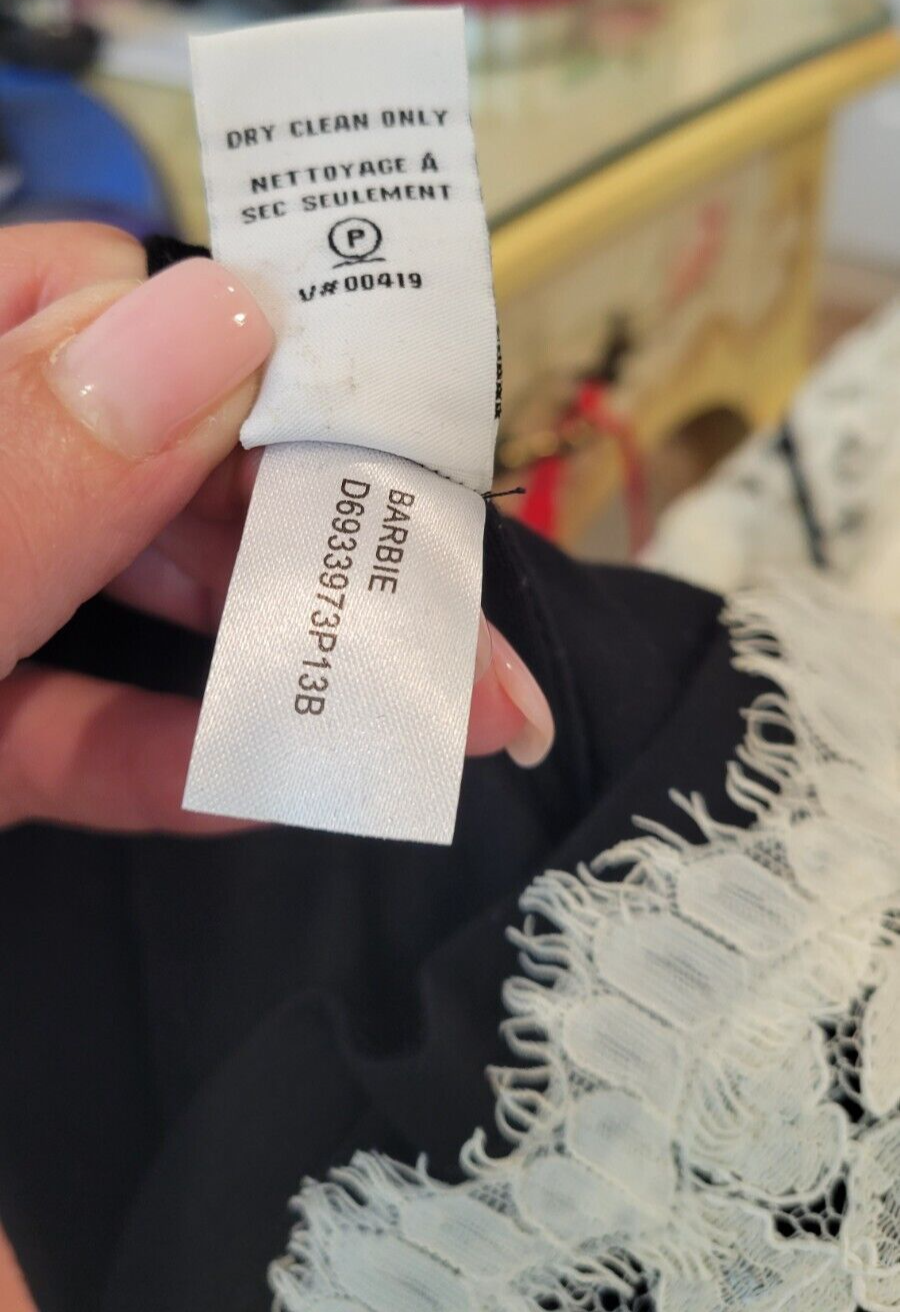 DRY CLEAN ONLY
NETTOYAGE À
SEC SEULEMENT
P
V#00419
BARBIE
D6933973P13B